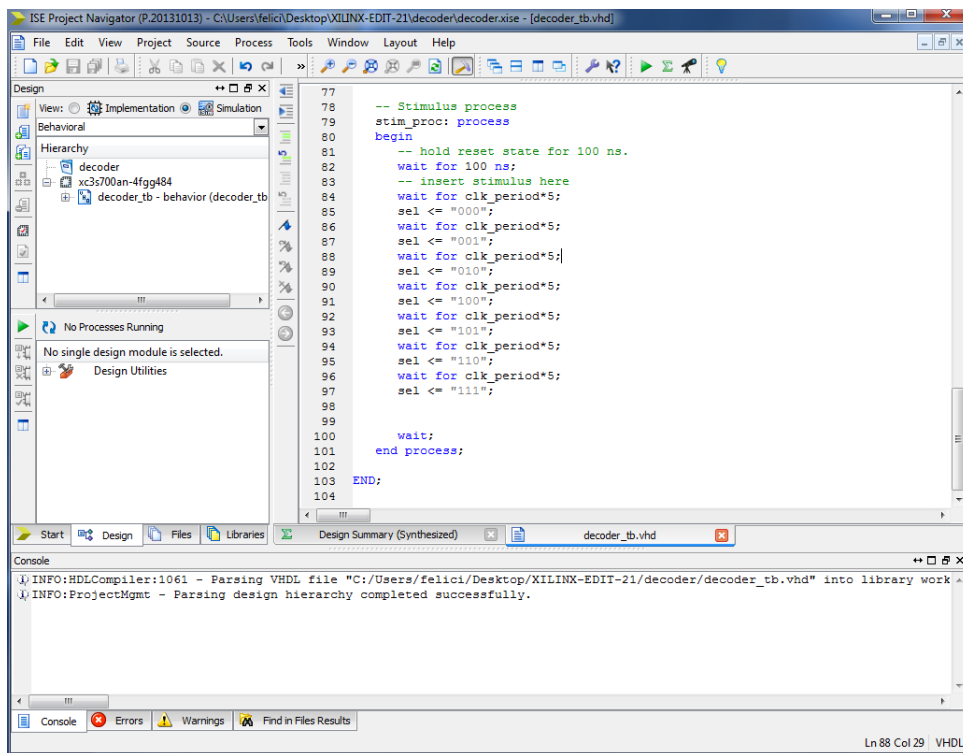 ISE Project Navigator (P.20131013) - C:\Users\felici\Desktop\XILINX-EDIT-21\decoder\decoder.xise - [decoder_tb.vhd]
File Edit View Project Source Process Tools Window Layout Help
Design
View: Implementation Simulation
Behavioral
Hierarchy
decoder
xc3s700an-4fgg484
decoder_tb - behavior (decoder_tb
No Processes Running
No single design module is selected.
Design Utilities
77
78 -- Stimulus process
79 stim_proc: process
80 begin
81 -- hold reset state for 100 ns.
82 wait for 100 ns;
83 -- insert stimulus here
84 wait for clk_period*5;
85 sel <= "000";
86 wait for clk_period*5;
87 sel <= "001";
88 wait for clk_period*5;
89 sel <= "010";
90 wait for clk_period*5;
91 sel <= "100";
92 wait for clk_period*5;
93 sel <= "101";
94 wait for clk_period*5;
95 sel <= "110";
96 wait for clk_period*5;
97 sel <= "111";
98
99
100 wait;
101 end process;
102
103 END;
104
Start Design Files Libraries Design Summary (Synthesized) decoder_tb.vhd
Console
INFO:HDLCompiler:1061 - Parsing VHDL file "C:/Users/felici/Desktop/XILINX-EDIT-21/decoder/decoder_tb.vhd" into library work
INFO:ProjectMgmt - Parsing design hierarchy completed successfully.
Console Errors Warnings Find in Files Results
Ln 88 Col 29 VHDL